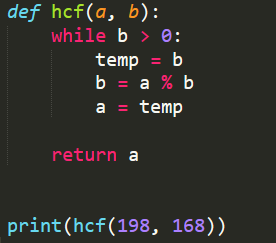 def hcf(a, b):
    while b > 0:
        temp = b
        b = a % b
        a = temp

    return a


print(hcf(198, 168))